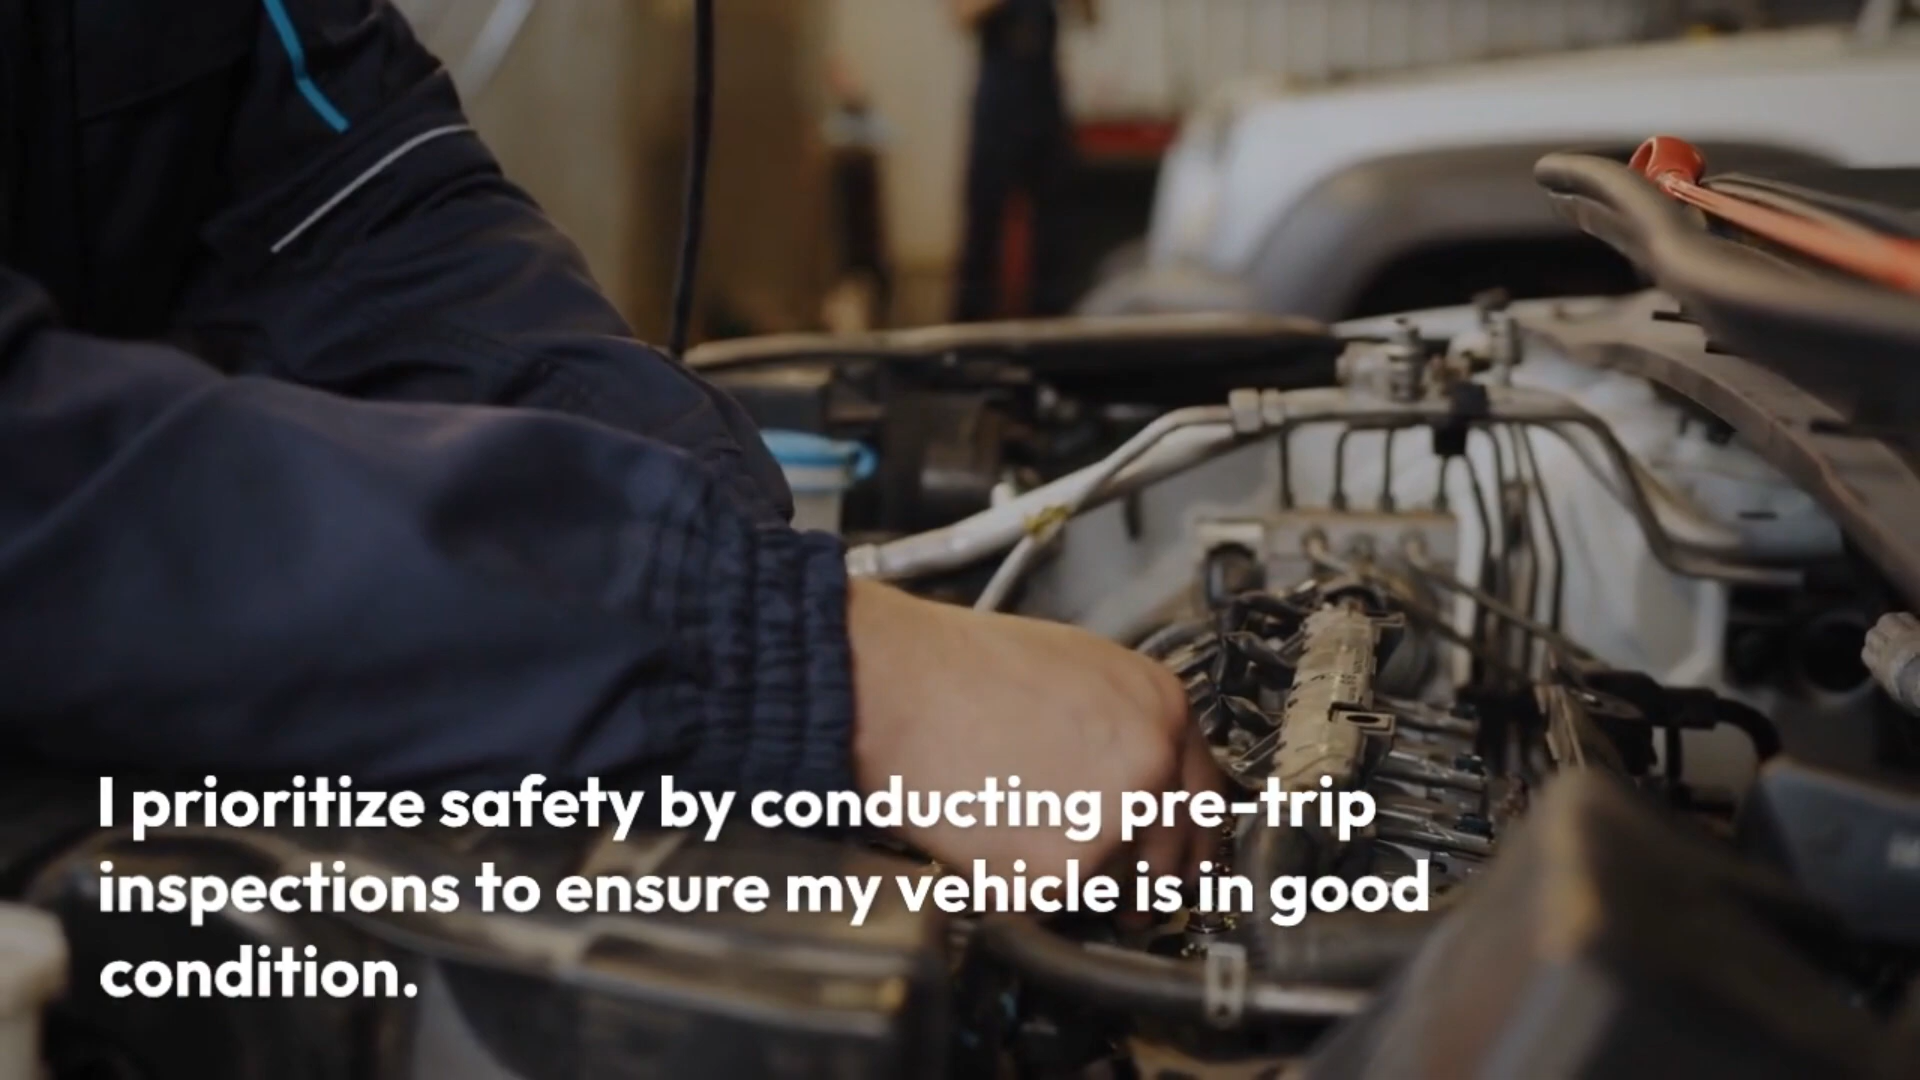 I prioritize safety by conducting pre-trip
inspections to ensure my vehicle is in good
condition.